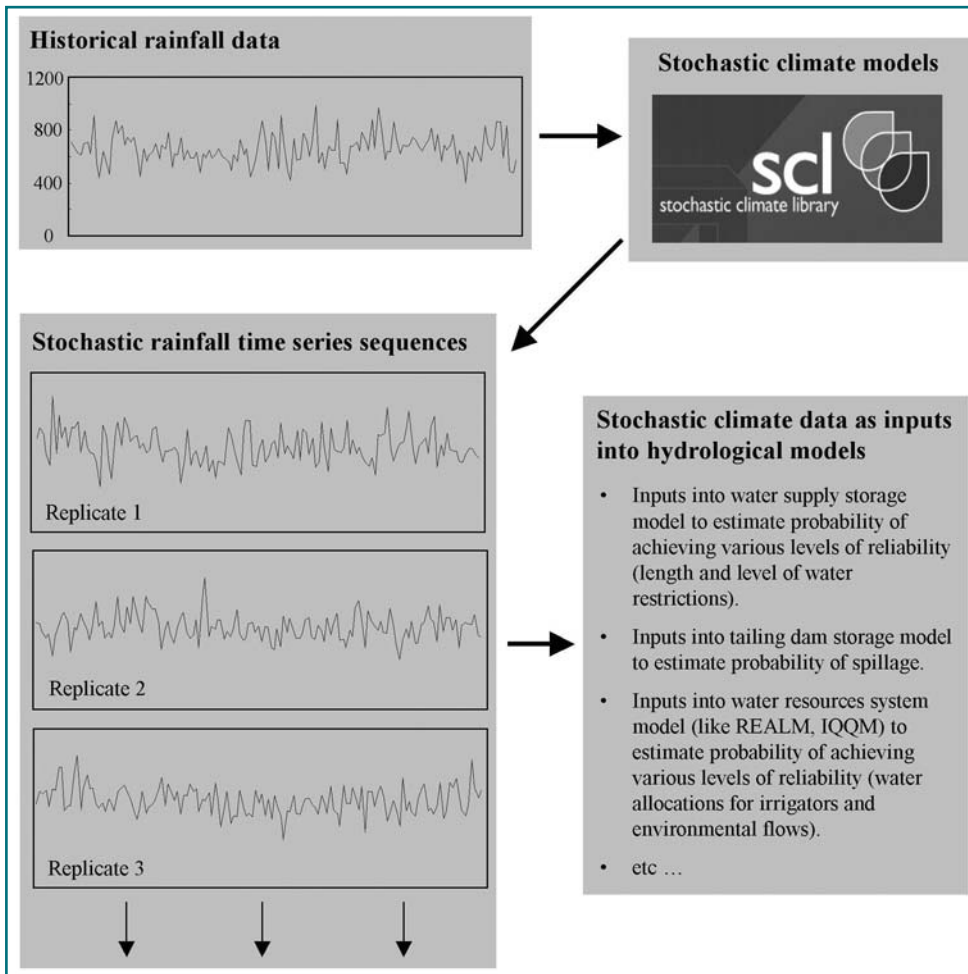 Historical rainfall data
1200
800
400
0
Stochastic climate models
scl
stochastic climate library
Stochastic rainfall time series sequences
Replicate 1
Replicate 2
Replicate 3
Stochastic climate data as inputs
into hydrological models
• Inputs into water supply storage
model to estimate probability of
achieving various levels of reliability
(length and level of water
restrictions).
• Inputs into tailing dam storage model
to estimate probability of spillage.
• Inputs into water resources system
model (like REALM, IQQM) to
estimate probability of achieving
various levels of reliability (water
allocations for irrigators and
environmental flows).
• etc …